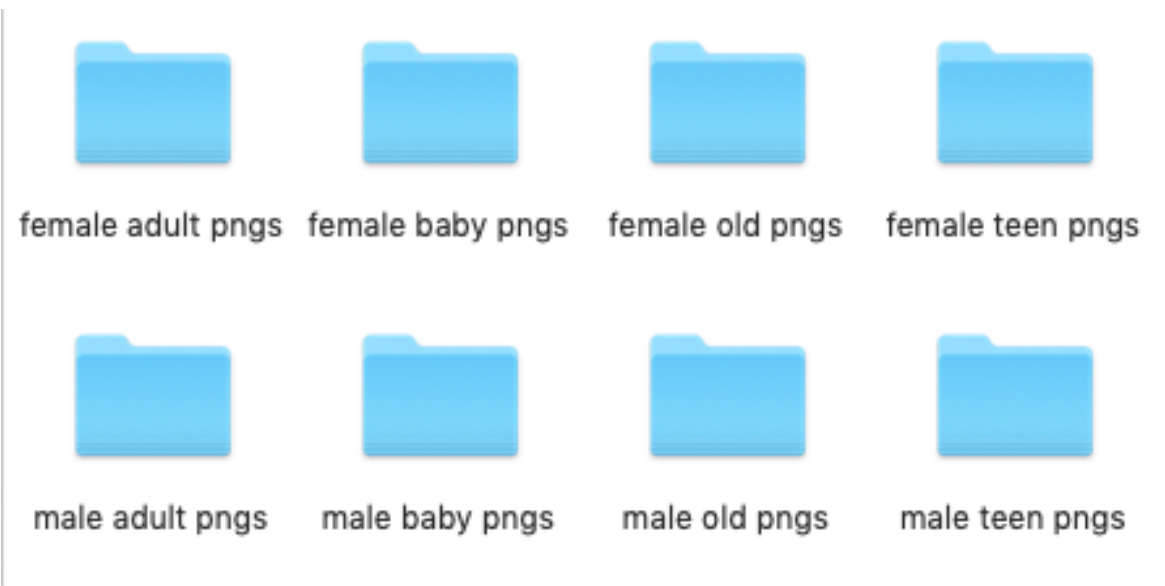 female adult pngs
female baby pngs
female old pngs
female teen pngs
male adult pngs
male baby pngs
male old pngs
male teen pngs